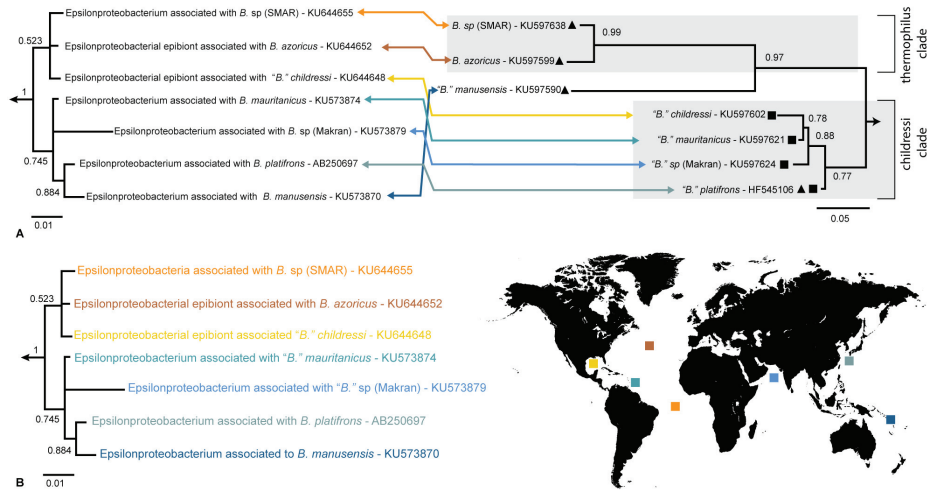 Epsilonproteobacterium associated with B. sp (SMAR) - KU644655
0.523
Epsilonproteobacterial epibiont associated with B. azoricus - KU644652
Epsilonproteobacterial epibiont associated with "B." childressi - KU644648
1
Epsilonproteobacterium associated with B. mauritanicus - KU573874
Epsilonproteobacterium associated with B. sp (Makran) - KU573879
0.745
Epsilonproteobacterium associated with B. platifrons - AB250697
0.884
Epsilonproteobacterium associated with B. manusensis - KU573870
0.01
A
B. sp (SMAR) - KU597638
0.99
B. azoricus - KU597599
0.97
"B." manusensis - KU597590
thermophilus
clade
"B." childressi - KU597602
0.78
"B." mauritanicus - KU597621
0.88
"B." sp (Makran) - KU597624
0.77
"B." platifrons - HF545106
childressi
clade
0.05
Epsilonproteobacteria associated with B. sp (SMAR) - KU644655
0.523
Epsilonproteobacterial epibiont associated with B. azoricus - KU644652
Epsilonproteobacterial epibiont associated "B." childressi - KU644648
1
Epsilonproteobacterium associated with "B." mauritanicus - KU573874
Epsilonproteobacterium associated with "B." sp (Makran) - KU573879
0.745
Epsilonproteobacterium associated with B. platifrons - AB250697
0.884
Epsilonproteobacterium associated to B. manusensis - KU573870
0.01
B